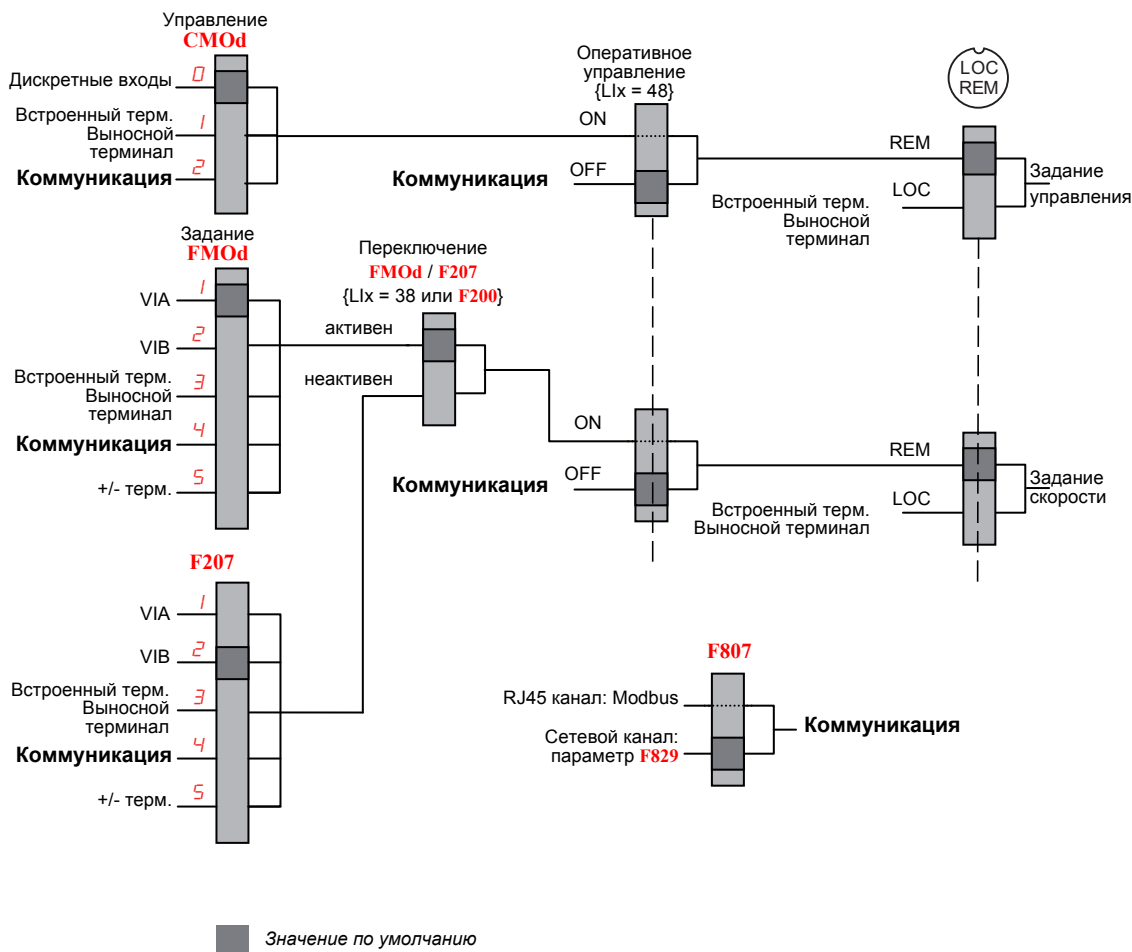 Управление
CMOd
Дискретные входы
0
Встроенный терм.
Выносной
терминал
1
Коммуникация
2
Оперативное
управление
{LIx = 48}
ON
Коммуникация
OFF
LOC
REM
REM
Встроенный терм.
Выносной
терминал
LOC
Задание
управления
Задание
FMOd
VIA
1
VIB
2
Встроенный терм.
Выносной
терминал
3
Коммуникация
4
+/- терм.
5
Переключение
FMOd / F207
{LIx = 38 или F200}
активен
неактивен
ON
Коммуникация
OFF
REM
Встроенный терм.
Выносной терминал
LOC
Задание
скорости
F207
VIA
1
VIB
2
Встроенный терм.
Выносной
терминал
3
Коммуникация
4
+/- терм.
5
F807
RJ45 канал: Modbus
Сетевой канал:
параметр F829
Коммуникация
Значение по умолчанию